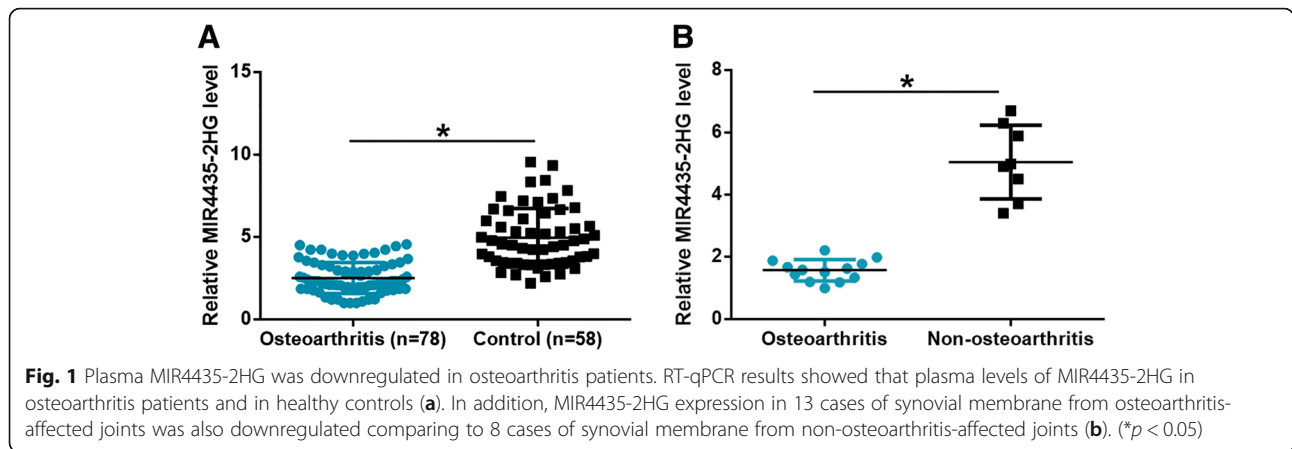 A
B
Relative MIR4435-2HG level
15
10
5
0
*
Osteoarthritis (n=78)
Control (n=58)
Relative MIR4435-2HG level
8
6
4
2
0
*
Osteoarthritis
Non-osteoarthritis
Fig. 1 Plasma MIR4435-2HG was downregulated in osteoarthritis patients. RT-qPCR results showed that plasma levels of MIR4435-2HG in
osteoarthritis patients and in healthy controls (a). In addition, MIR4435-2HG expression in 13 cases of synovial membrane from osteoarthritis-
affected joints was also downregulated comparing to 8 cases of synovial membrane from non-osteoarthritis-affected joints (b). (*p < 0.05)